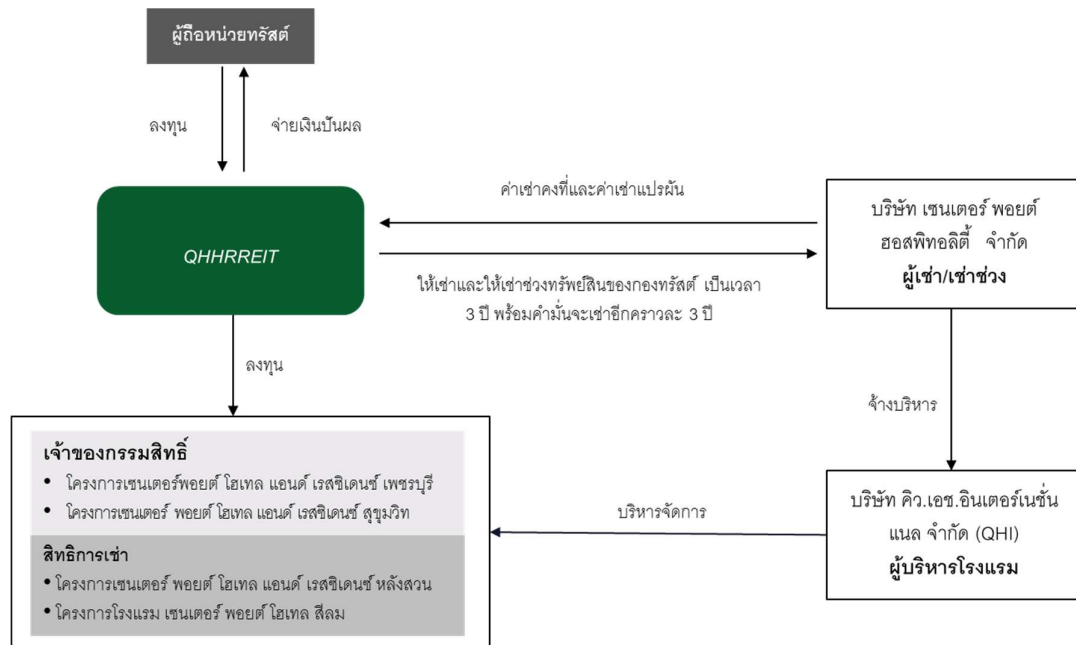 ผู้ถือหน่วยทรัสต์
ลงทุน
จ่ายเงินปันผล
QHHRREIT
ค่าเช่าคงที่และค่าเช่าแปรผัน
ให้เช่าและให้เช่าช่วงทรัพย์สินของกองทรัสต์ เป็นเวลา
3 ปี พร้อมคำมั่นจะเช่าอีกคราวละ 3 ปี
บริษัท เซนเตอร์ พอยต์
ฮอสพิทอลิตี้ จำกัด
ผู้เช่า/เช่าช่วง
ลงทุน
จ้างบริหาร
เจ้าของกรรมสิทธิ์
• โครงการเซนเตอร์พอยต์ โฮเทล แอนด์ เรสซิเดนซ์ เพชรบุรี
• โครงการเซนเตอร์ พอยต์ โฮเทล แอนด์ เรสซิเดนซ์ สุขุมวิท
สิทธิการเช่า
• โครงการเซนเตอร์ พอยต์ โฮเทล แอนด์ เรสซิเดนซ์ หลังสวน
• โครงการโรงแรม เซนเตอร์ พอยต์ โฮเทล สีลม
บริหารจัดการ
บริษัท คิว.เอช.อินเตอร์เนชั่น
แนล จำกัด (QHI)
ผู้บริหารโรงแรม